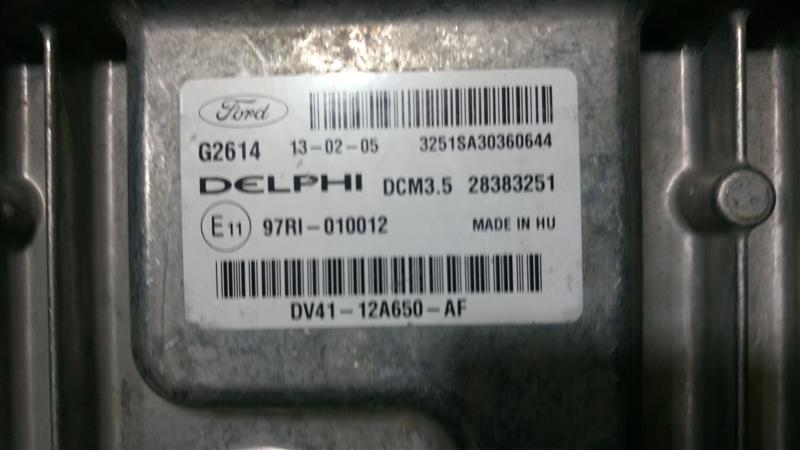 Ford
G2614 13-02-05 3251SA30360644
DELPHI DCM3.5 28383251
E11 97RI-010012 MADE IN HU
DV41-12A650-AF